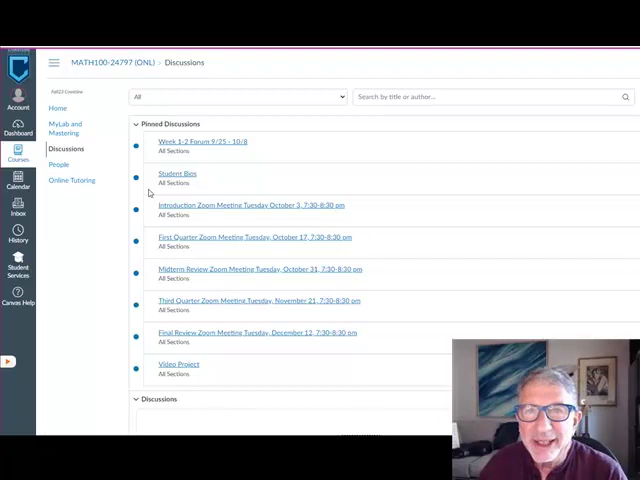 MATH100-24797 (ONL) › Discussions
Account
Dashboard
Courses
Calendar
Inbox
History
Student
Services
Canvas Help
Home
MyLab and
Mastering
Discussions
People
Online Tutoring
All
Search by title or author...
Pinned Discussions
Week 1-2 Forum 9/25 - 10/8
All Sections
Student Bios
All Sections
Introduction Zoom Meeting Tuesday October 3, 7:30-8:30 pm
All Sections
First Quarter Zoom Meeting Tuesday, October 17, 7:30-8:30 pm
All Sections
Midterm Review Zoom Meeting Tuesday, October 31, 7:30-8:30 pm
All Sections
Third Quarter Zoom Meeting Tuesday, November 21, 7:30-8:30 pm
All Sections
Final Review Zoom Meeting Tuesday, December 12, 7:30-8:30 pm
All Sections
Video Project
All Sections
Discussions